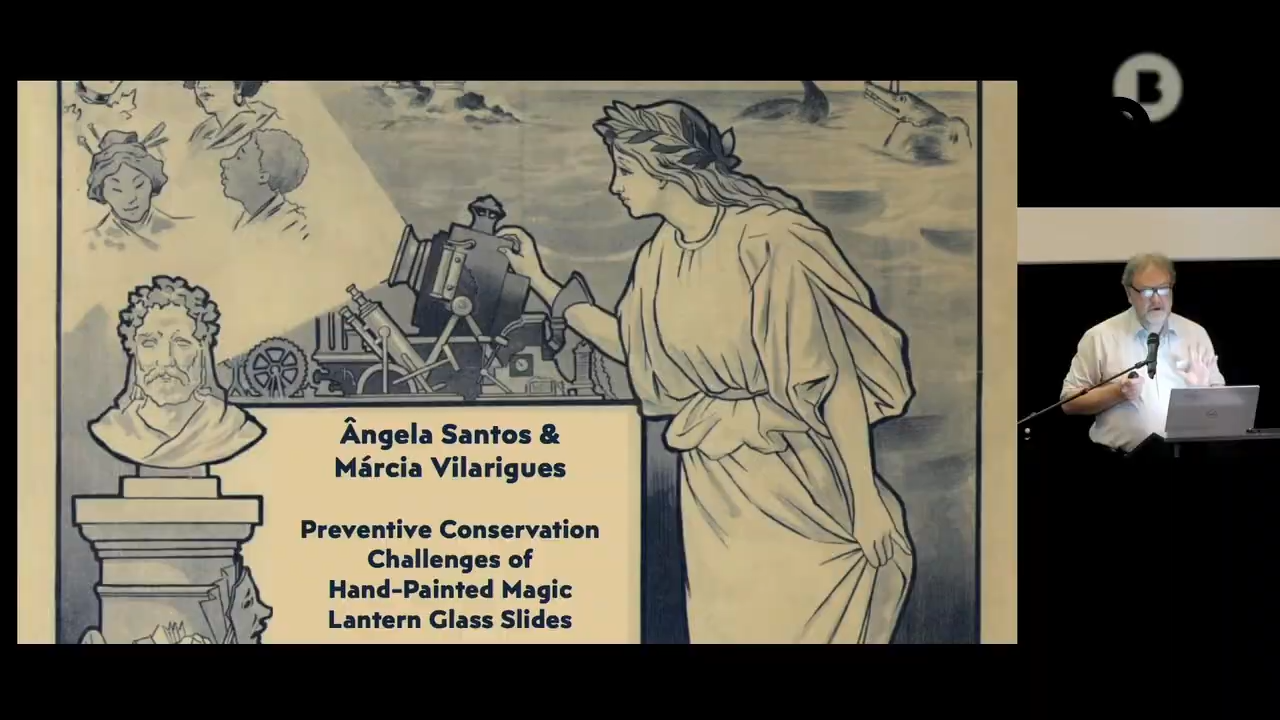 Ângela Santos &
Márcia Vilarigues
Preventive Conservation
Challenges of
Hand-Painted Magic
Lantern Glass Slides
B